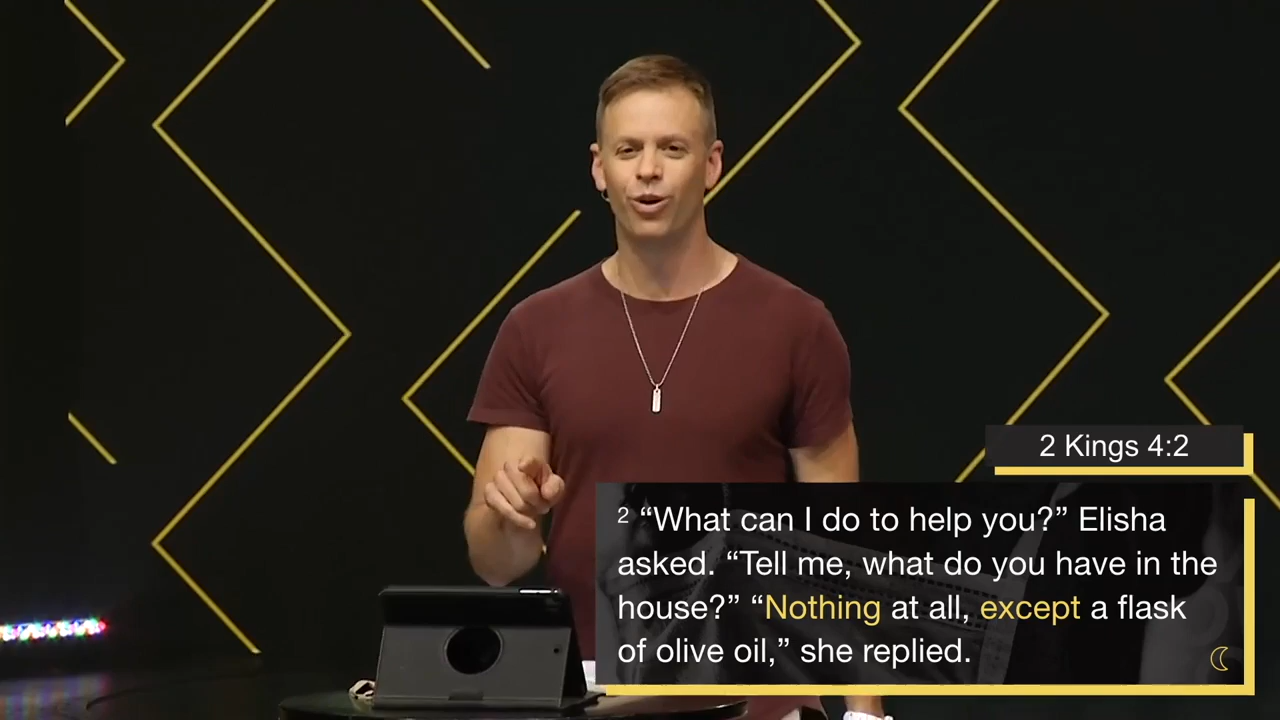 2 Kings 4:2
² “What can I do to help you?” Elisha
asked. “Tell me, what do you have in the
house?” “Nothing at all, except a flask
of olive oil,” she replied.